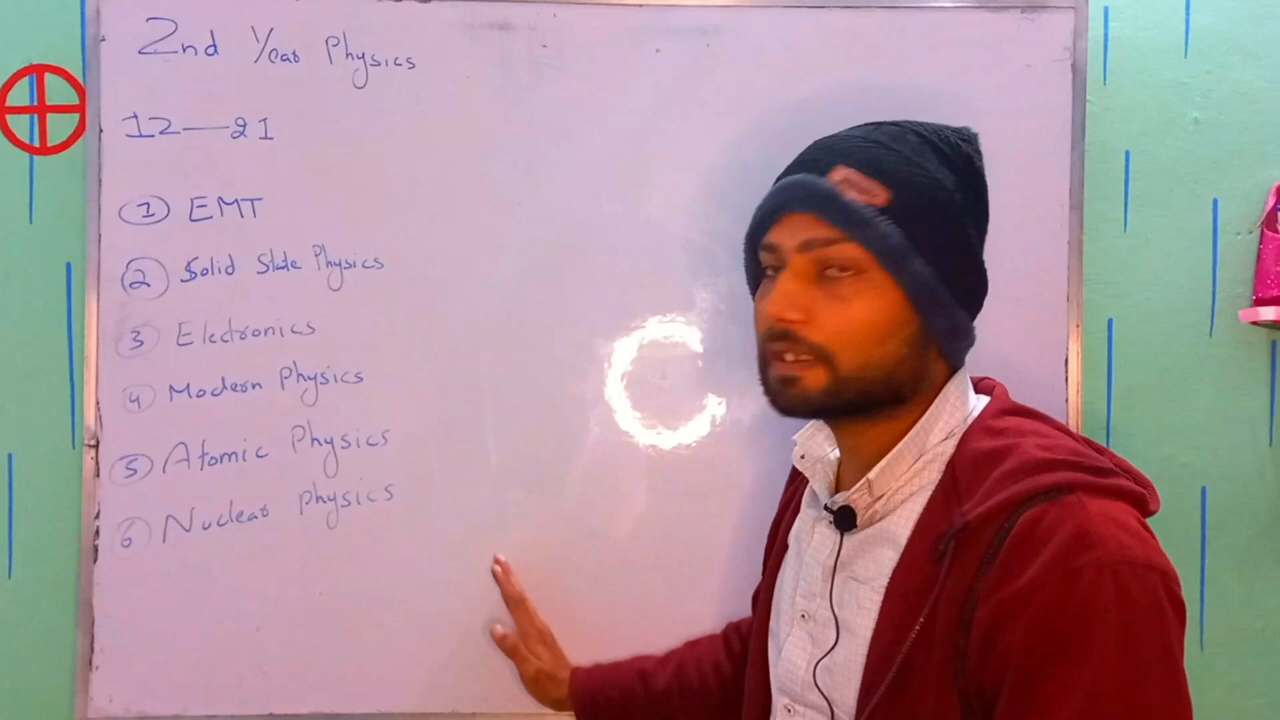 2nd Year Physics
12—21
1 EMT
2 Solid State Physics
3 Electronics
4 Modern Physics
5 Atomic Physics
6 Nuclear Physics